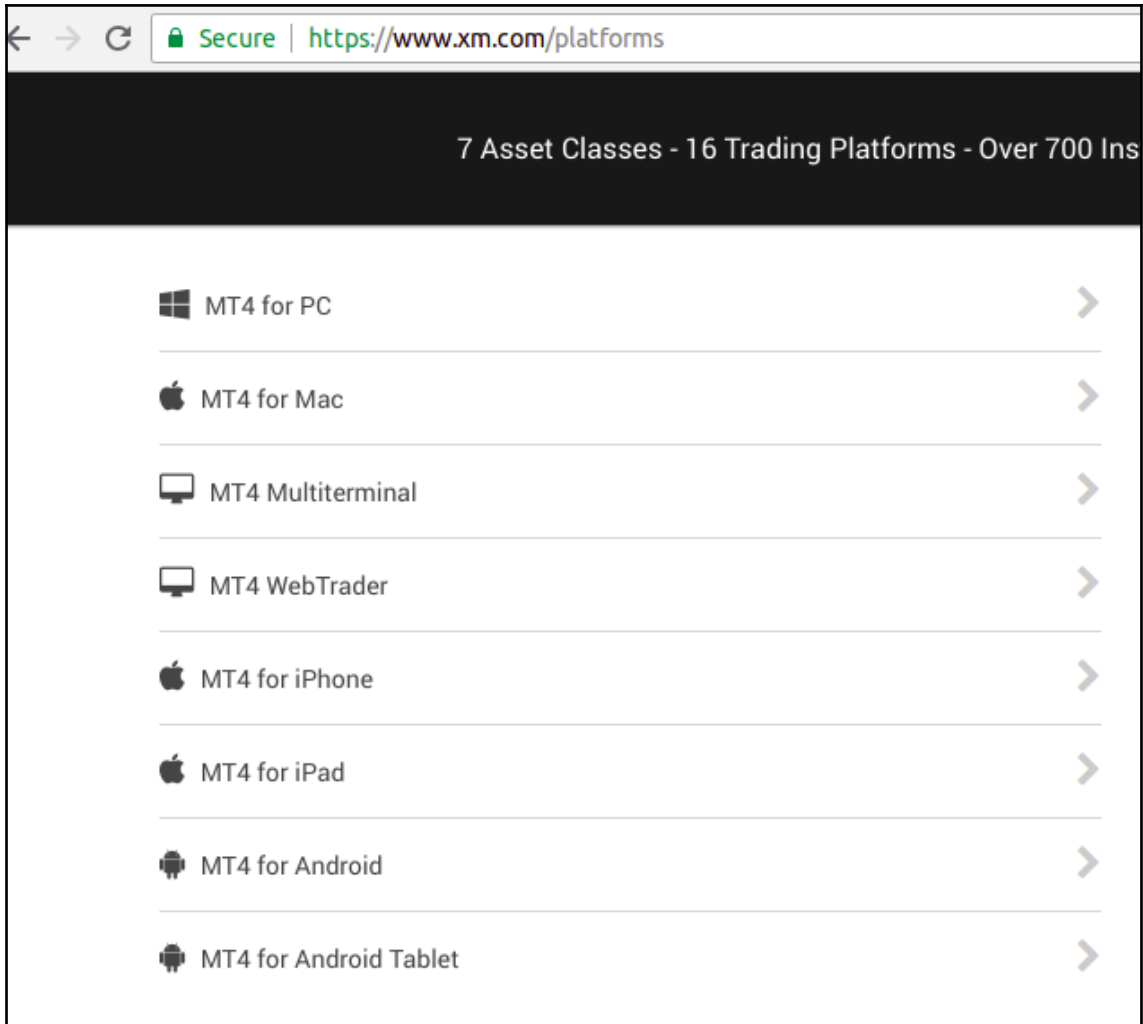 Secure | https://www.xm.com/platforms
7 Asset Classes - 16 Trading Platforms - Over 700 Ins
MT4 for PC
MT4 for Mac
MT4 Multiterminal
MT4 WebTrader
MT4 for iPhone
MT4 for iPad
MT4 for Android
MT4 for Android Tablet